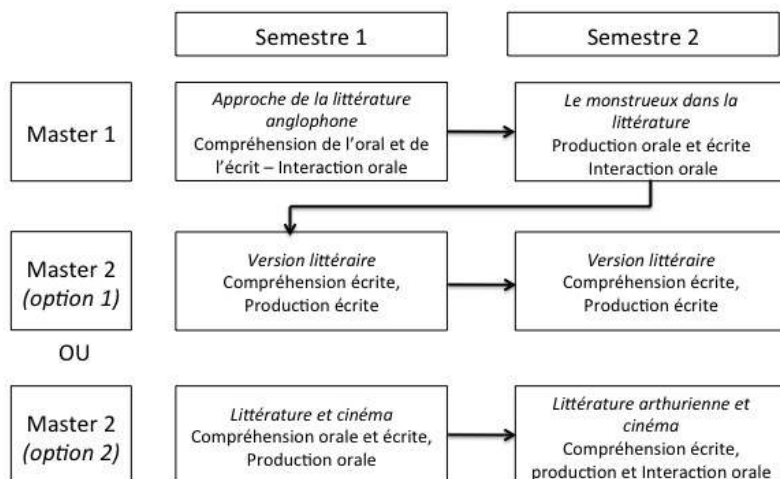 Semestre 1
Semestre 2
Master 1
Approche de la littérature
anglophone
Compréhension de l'oral et de
l'écrit – Interaction orale
Le monstrueux dans la
littérature
Production orale et écrite
Interaction orale
Master 2
(option 1)
Version littéraire
Compréhension écrite,
Production écrite
Version littéraire
Compréhension écrite,
Production écrite
OU
Master 2
(option 2)
Littérature et cinéma
Compréhension orale et écrite,
Production orale
Littérature arthurienne et
cinéma
Compréhension écrite,
production et Interaction orale